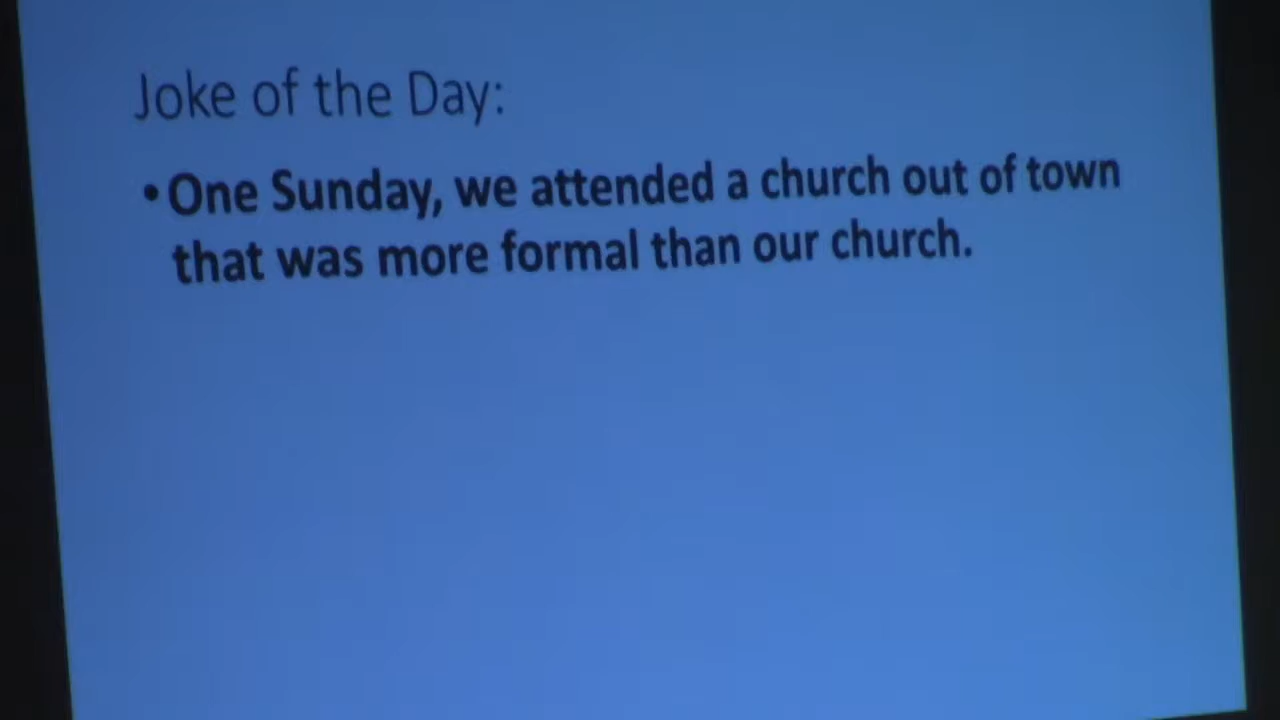 Joke of the Day:
• One Sunday, we attended a church out of town
that was more formal than our church.